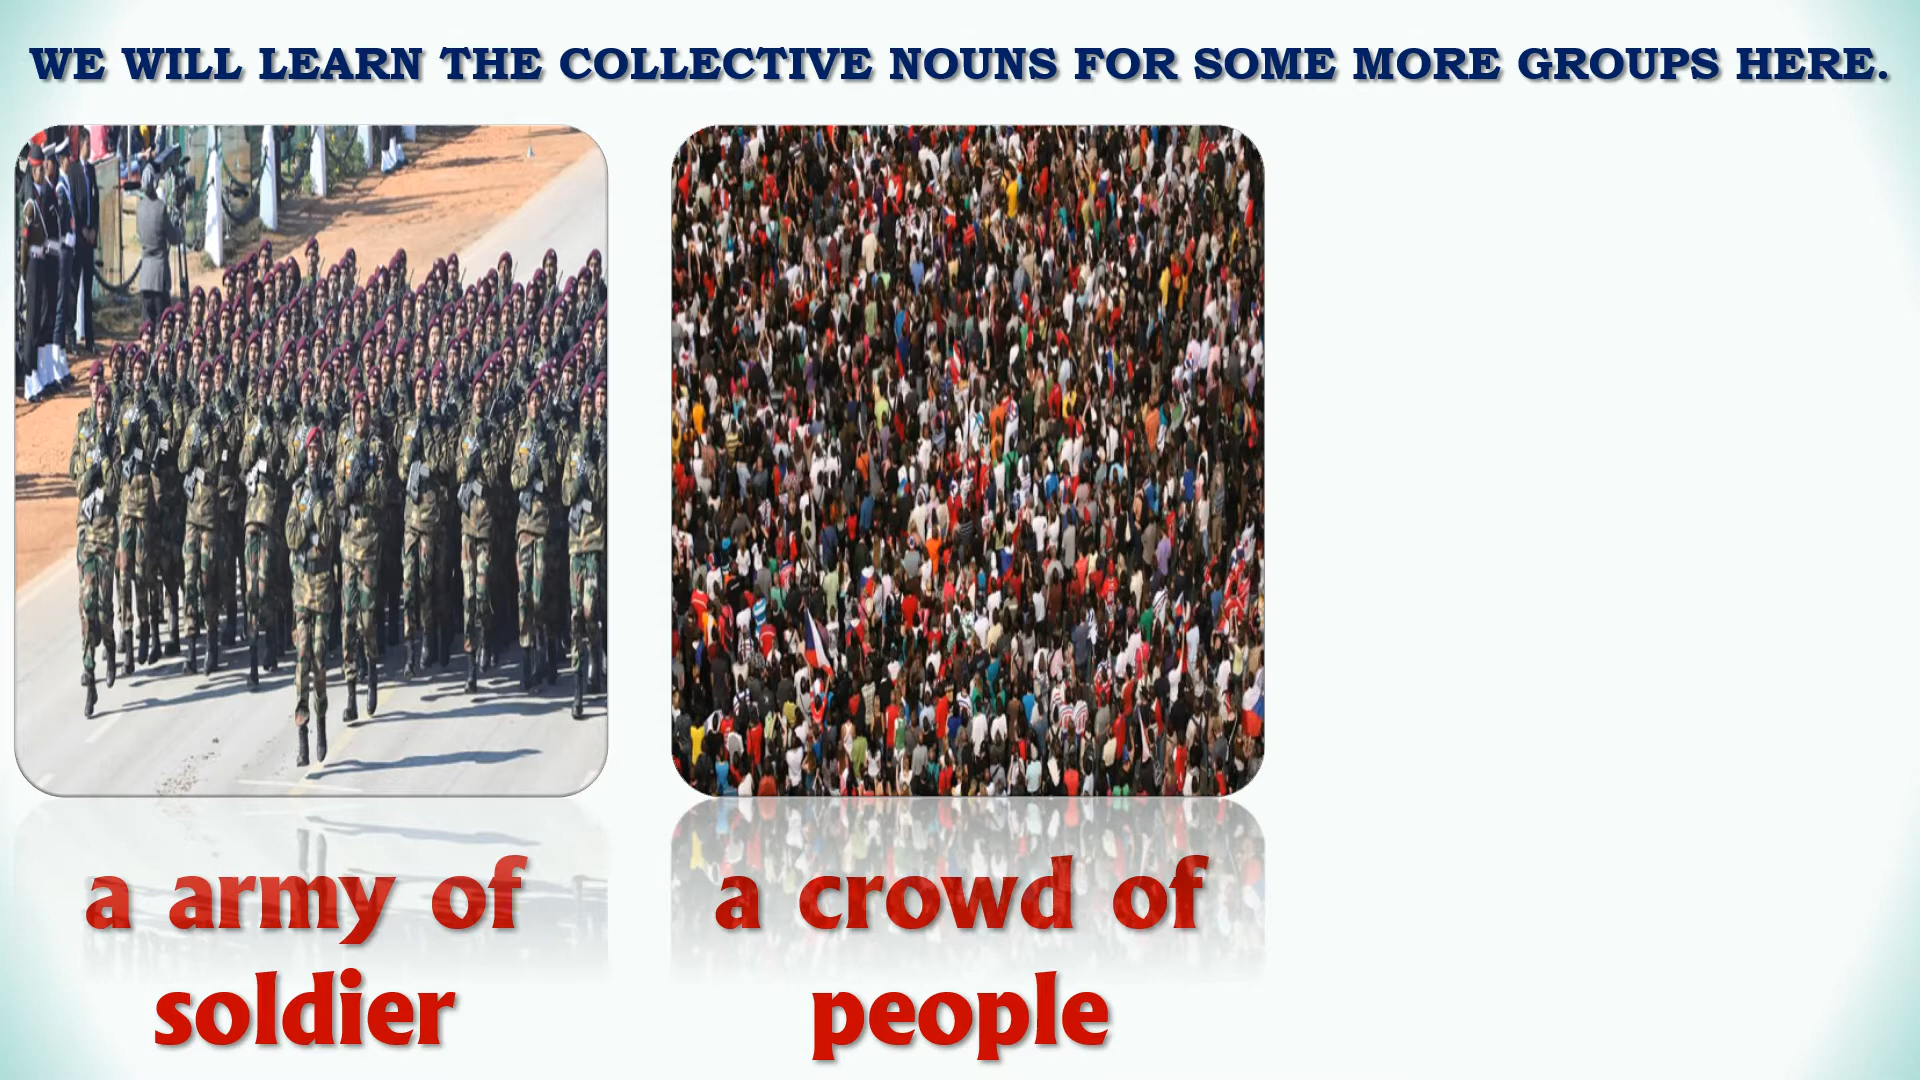 WE WILL LEARN THE COLLECTIVE NOUNS FOR SOME MORE GROUPS HERE.
a army of
soldier
a crowd of
people